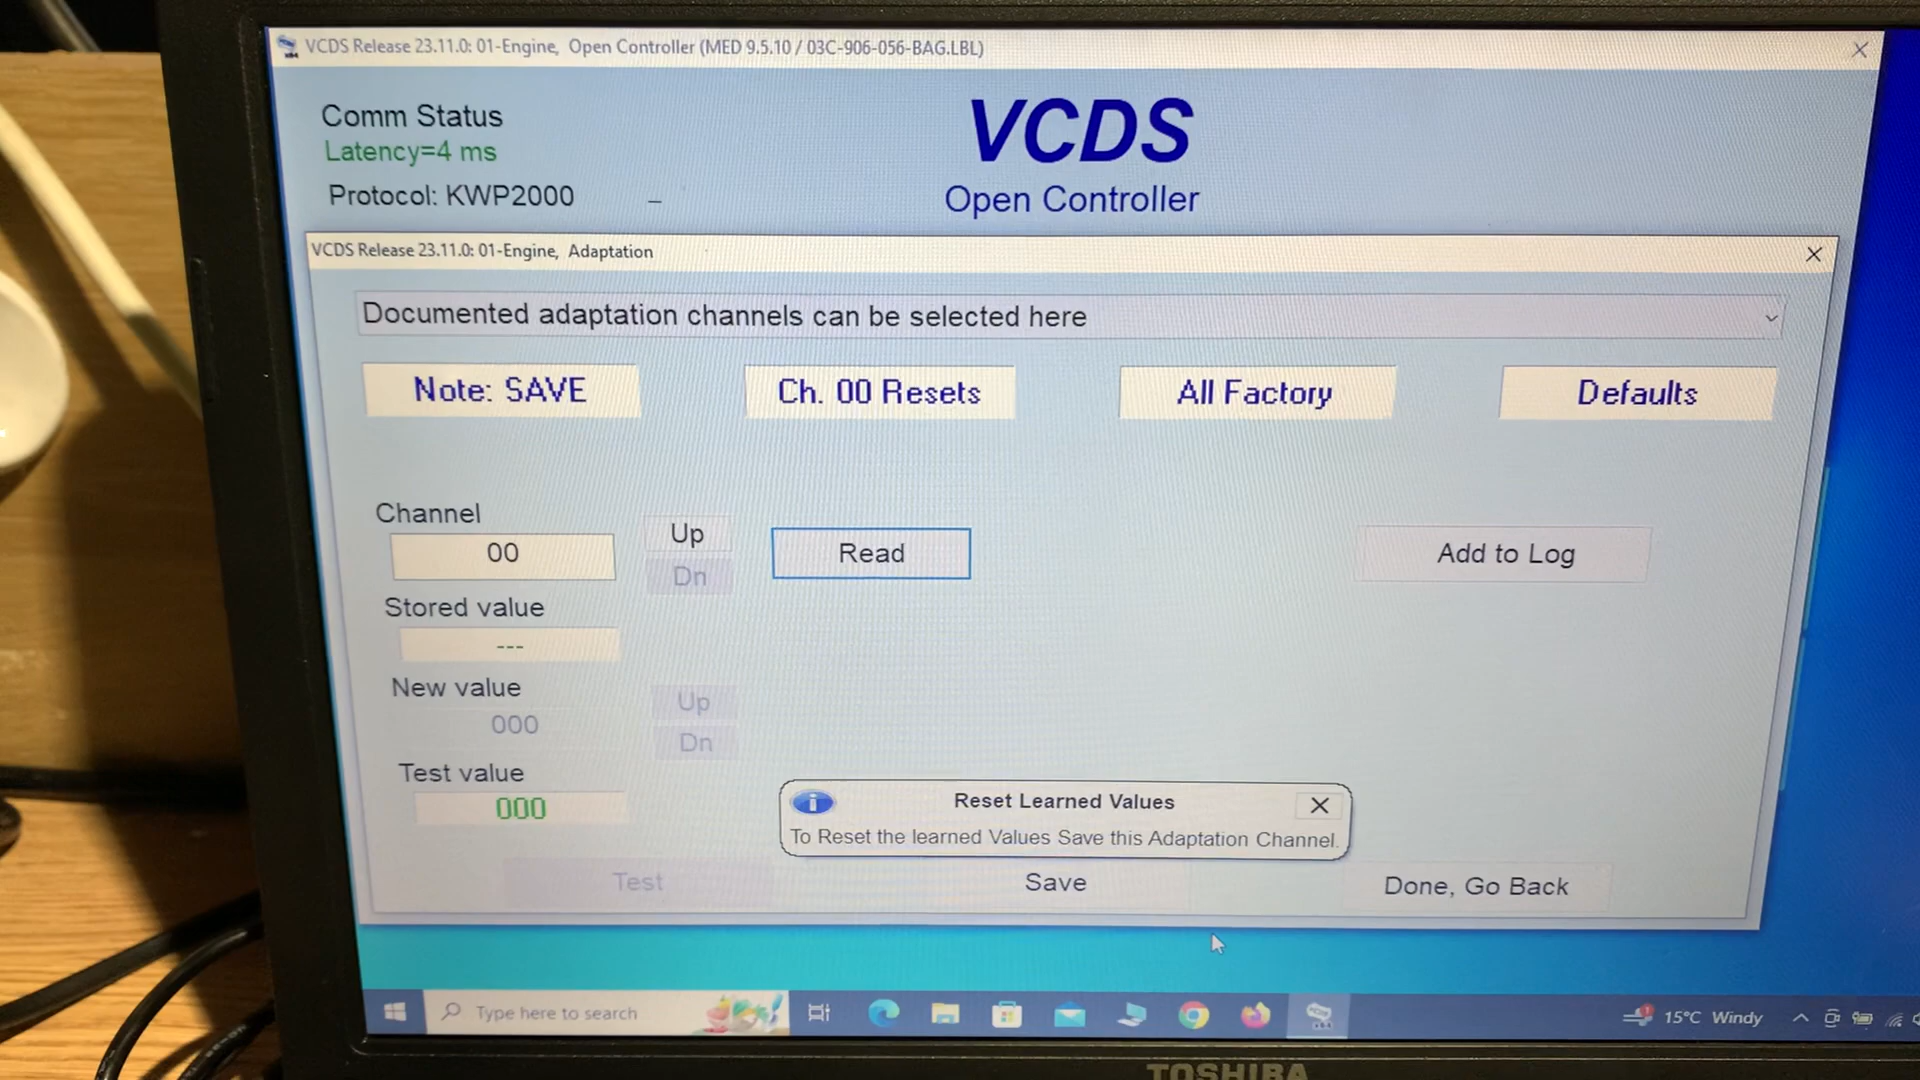 VCDS Release 23.11.0: 01-Engine, Open Controller (MED 9.5.10 / 03C-906-056-BAG.LBL)
Comm Status
Latency=4 ms
Protocol: KWP2000
VCDS
Open Controller
VCDS Release 23.11.0: 01-Engine, Adaptation
Documented adaptation channels can be selected here
Note: SAVE
Ch. 00 Resets
All Factory
Defaults
Channel
00
Up
Dn
Read
Add to Log
Stored value
---
New value
000
Up
Dn
Test value
000
Reset Learned Values
To Reset the learned Values Save this Adaptation Channel.
Test
Save
Done, Go Back
Type here to search
15°C Windy
TOSHIBA